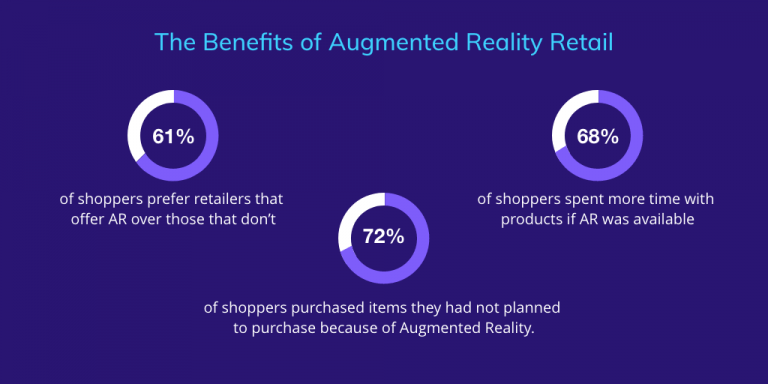 The Benefits of Augmented Reality Retail
61%
of shoppers prefer retailers that
offer AR over those that don’t
68%
of shoppers spent more time with
products if AR was available
72%
of shoppers purchased items they had not planned
to purchase because of Augmented Reality.